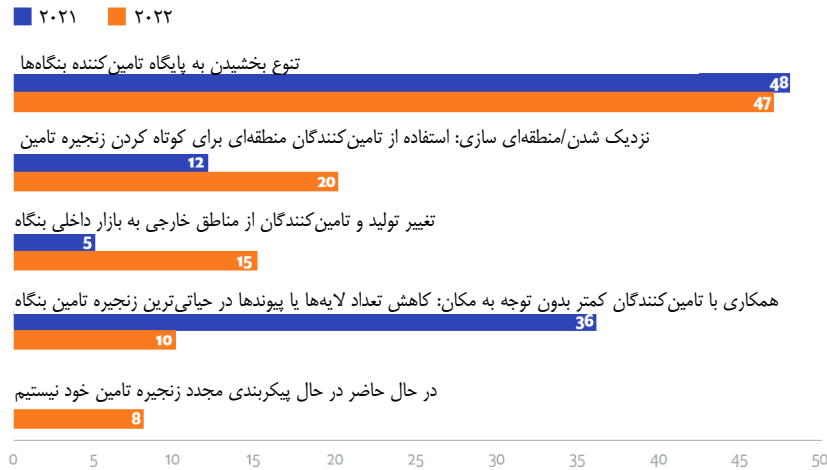 ۲۰۲۱ ۲۰۲۲
تنوع بخشیدن به پایگاه تامین‌کننده بنگاه‌ها
48
47
نزدیک شدن/منطقه‌ای سازی: استفاده از تامین‌کنندگان منطقه‌ای برای کوتاه کردن زنجیره تامین
12
20
تغییر تولید و تامین‌کنندگان از مناطق خارجی به بازار داخلی بنگاه
5
15
همکاری با تامین‌کنندگان کمتر بدون توجه به مکان: کاهش تعداد لایه‌ها یا پیوندها در حیاتی‌ترین زنجیره تامین بنگاه
36
10
در حال حاضر در حال پیکربندی مجدد زنجیره تامین خود نیستیم
8
0 5 10 15 20 25 30 35 40 45 50